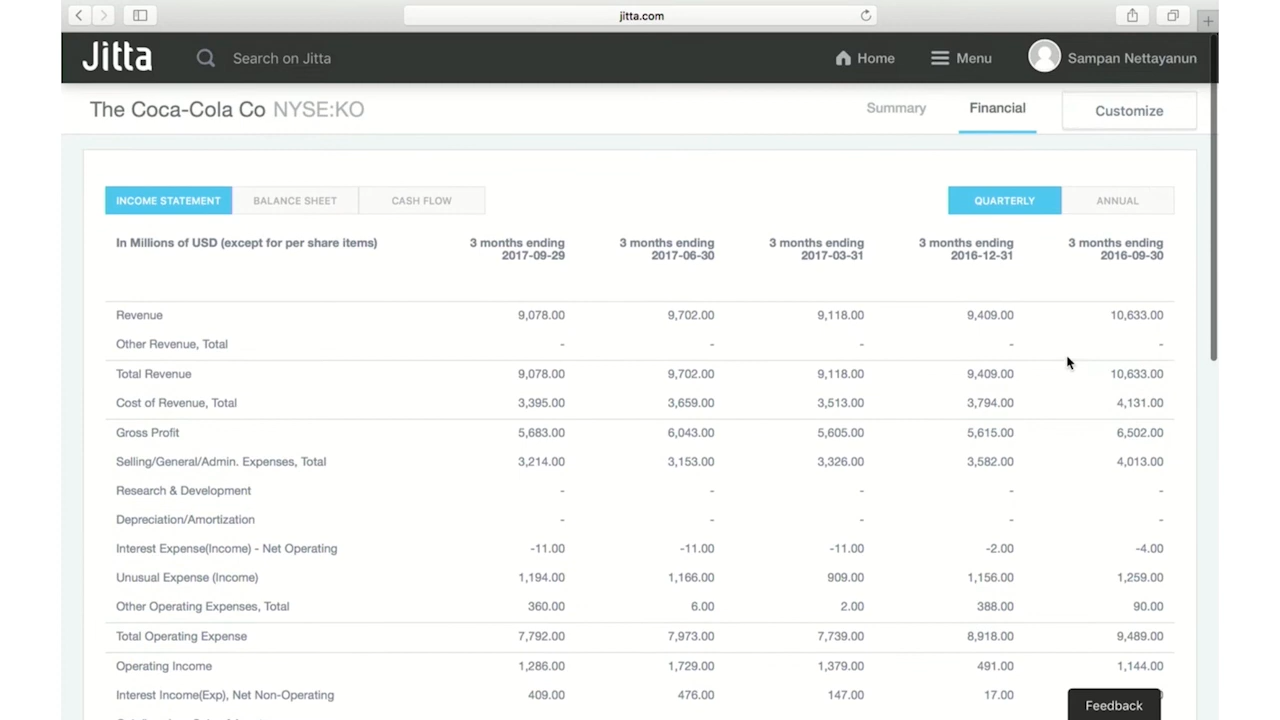 jitta.com
Jitta Search on Jitta Home Menu Sampan Nettayanun
The Coca-Cola Co NYSE:KO Summary Financial Customize
INCOME STATEMENT BALANCE SHEET CASH FLOW QUARTERLY ANNUAL
In Millions of USD (except for per share items) 3 months ending 3 months ending 3 months ending 3 months ending 3 months ending
2017-09-29 2017-06-30 2017-03-31 2016-12-31 2016-09-30
Revenue 9,078.00 9,702.00 9,118.00 9,409.00 10,633.00
Other Revenue, Total - - - - -
Total Revenue 9,078.00 9,702.00 9,118.00 9,409.00 10,633.00
Cost of Revenue, Total 3,395.00 3,659.00 3,513.00 3,794.00 4,131.00
Gross Profit 5,683.00 6,043.00 5,605.00 5,615.00 6,502.00
Selling/General/Admin. Expenses, Total 3,214.00 3,153.00 3,326.00 3,582.00 4,013.00
Research & Development - - - - -
Depreciation/Amortization - - - - -
Interest Expense(Income) - Net Operating -11.00 -11.00 -11.00 -2.00 -4.00
Unusual Expense (Income) 1,194.00 1,166.00 909.00 1,156.00 1,259.00
Other Operating Expenses, Total 360.00 6.00 2.00 388.00 90.00
Total Operating Expense 7,792.00 7,973.00 7,739.00 8,918.00 9,489.00
Operating Income 1,286.00 1,729.00 1,379.00 491.00 1,144.00
Interest Income(Exp), Net Non-Operating 409.00 476.00 147.00 17.00
Feedback